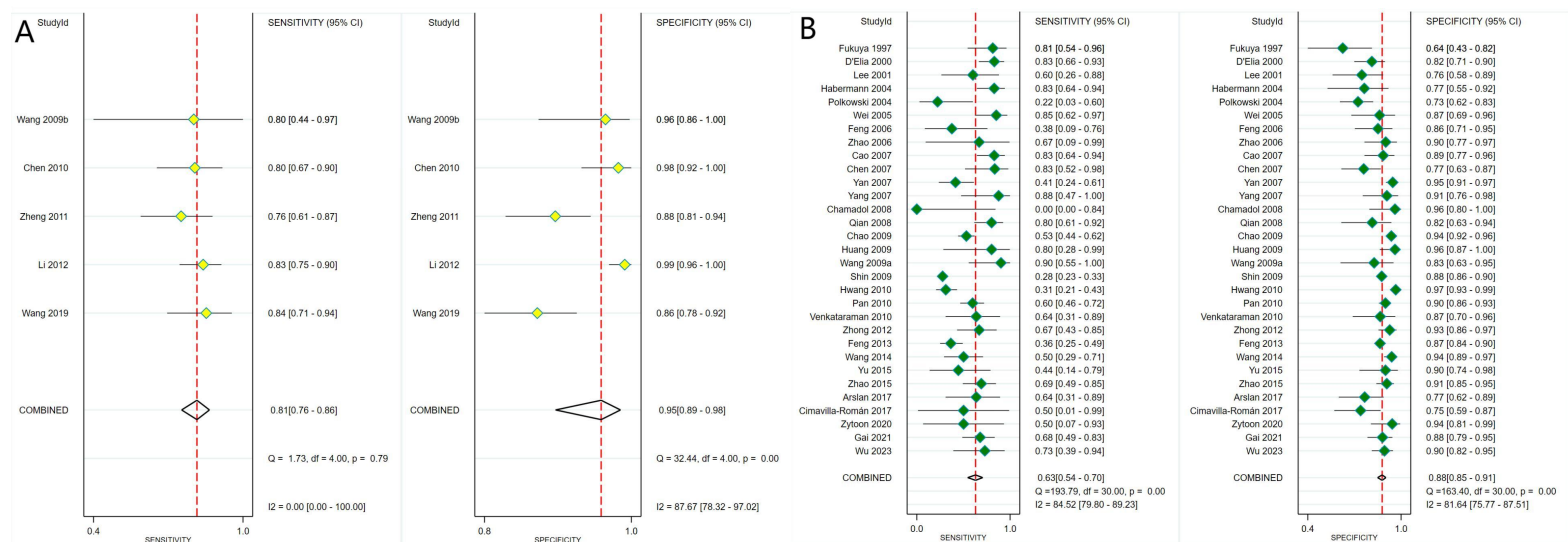 A
StudyId SENSITIVITY (95% CI)
Wang 2009b 0.80 [0.44 - 0.97]
Chen 2010 0.80 [0.67 - 0.90]
Zheng 2011 0.76 [0.61 - 0.87]
Li 2012 0.83 [0.75 - 0.90]
Wang 2019 0.84 [0.71 - 0.94]
COMBINED 0.81[0.76 - 0.86]
Q = 1.73, df = 4.00, p = 0.79
I2 = 0.00 [0.00 - 100.00]
0.4 1.0
SENSITIVITY
StudyId SPECIFICITY (95% CI)
Wang 2009b 0.96 [0.86 - 1.00]
Chen 2010 0.98 [0.92 - 1.00]
Zheng 2011 0.88 [0.81 - 0.94]
Li 2012 0.99 [0.96 - 1.00]
Wang 2019 0.86 [0.78 - 0.92]
COMBINED 0.95[0.89 - 0.98]
Q = 32.44, df = 4.00, p = 0.00
I2 = 87.67 [78.32 - 97.02]
0.8 1.0
SPECIFICITY
B
StudyId SENSITIVITY (95% CI)
Fukuya 1997 0.81 [0.54 - 0.96]
D'Elia 2000 0.83 [0.66 - 0.93]
Lee 2001 0.60 [0.26 - 0.88]
Habermann 2004 0.83 [0.64 - 0.94]
Polkowski 2004 0.22 [0.03 - 0.60]
Wei 2005 0.85 [0.62 - 0.97]
Feng 2006 0.38 [0.09 - 0.76]
Zhao 2006 0.67 [0.09 - 0.99]
Cao 2007 0.83 [0.64 - 0.94]
Chen 2007 0.83 [0.52 - 0.98]
Yan 2007 0.41 [0.24 - 0.61]
Yang 2007 0.88 [0.47 - 1.00]
Chamadol 2008 0.00 [0.00 - 0.84]
Qian 2008 0.80 [0.61 - 0.92]
Chao 2009 0.53 [0.44 - 0.62]
Huang 2009 0.80 [0.28 - 0.99]
Wang 2009a 0.90 [0.55 - 1.00]
Shin 2009 0.28 [0.23 - 0.33]
Hwang 2010 0.31 [0.21 - 0.43]
Pan 2010 0.60 [0.46 - 0.72]
Venkataraman 2010 0.64 [0.31 - 0.89]
Zhong 2012 0.67 [0.43 - 0.85]
Feng 2013 0.36 [0.25 - 0.49]
Wang 2014 0.50 [0.29 - 0.71]
Yu 2015 0.44 [0.14 - 0.79]
Zhao 2015 0.69 [0.49 - 0.85]
Arslan 2017 0.64 [0.31 - 0.89]
Cimavilla-Román 2017 0.50 [0.01 - 0.99]
Zytoon 2020 0.50 [0.07 - 0.93]
Gai 2021 0.68 [0.49 - 0.83]
Wu 2023 0.73 [0.39 - 0.94]
COMBINED 0.63[0.54 - 0.70]
Q =193.79, df = 30.00, p = 0.00
I2 = 84.52 [79.80 - 89.23]
0.0 1.0
SENSITIVITY
StudyId SPECIFICITY (95% CI)
Fukuya 1997 0.64 [0.43 - 0.82]
D'Elia 2000 0.82 [0.71 - 0.90]
Lee 2001 0.76 [0.58 - 0.89]
Habermann 2004 0.77 [0.55 - 0.92]
Polkowski 2004 0.73 [0.62 - 0.83]
Wei 2005 0.87 [0.69 - 0.96]
Feng 2006 0.86 [0.71 - 0.95]
Zhao 2006 0.90 [0.77 - 0.97]
Cao 2007 0.89 [0.77 - 0.96]
Chen 2007 0.77 [0.63 - 0.87]
Yan 2007 0.95 [0.91 - 0.97]
Yang 2007 0.91 [0.76 - 0.98]
Chamadol 2008 0.96 [0.80 - 1.00]
Qian 2008 0.82 [0.63 - 0.94]
Chao 2009 0.94 [0.92 - 0.96]
Huang 2009 0.96 [0.87 - 1.00]
Wang 2009a 0.83 [0.63 - 0.95]
Shin 2009 0.88 [0.86 - 0.90]
Hwang 2010 0.97 [0.93 - 0.99]
Pan 2010 0.90 [0.86 - 0.93]
Venkataraman 2010 0.87 [0.70 - 0.96]
Zhong 2012 0.93 [0.86 - 0.97]
Feng 2013 0.87 [0.84 - 0.90]
Wang 2014 0.94 [0.89 - 0.97]
Yu 2015 0.90 [0.74 - 0.98]
Zhao 2015 0.91 [0.85 - 0.95]
Arslan 2017 0.77 [0.62 - 0.89]
Cimavilla-Román 2017 0.75 [0.59 - 0.87]
Zytoon 2020 0.94 [0.81 - 0.99]
Gai 2021 0.88 [0.79 - 0.95]
Wu 2023 0.90 [0.82 - 0.95]
COMBINED 0.88[0.85 - 0.91]
Q =163.40, df = 30.00, p = 0.00
I2 = 81.64 [75.77 - 87.51]
0.4 1.0
SPECIFICITY